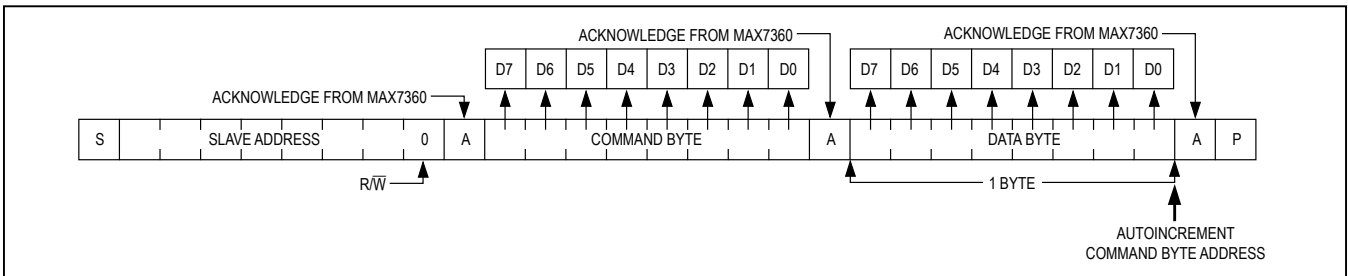 ACKNOWLEDGE FROM MAX7360 ACKNOWLEDGE FROM MAX7360
D7 D6 D5 D4 D3 D2 D1 D0 D7 D6 D5 D4 D3 D2 D1 D0
ACKNOWLEDGE FROM MAX7360
S SLAVE ADDRESS 0 A COMMAND BYTE A DATA BYTE A P
R/W̅ 1 BYTE
AUTOINCREMENT
COMMAND BYTE ADDRESS